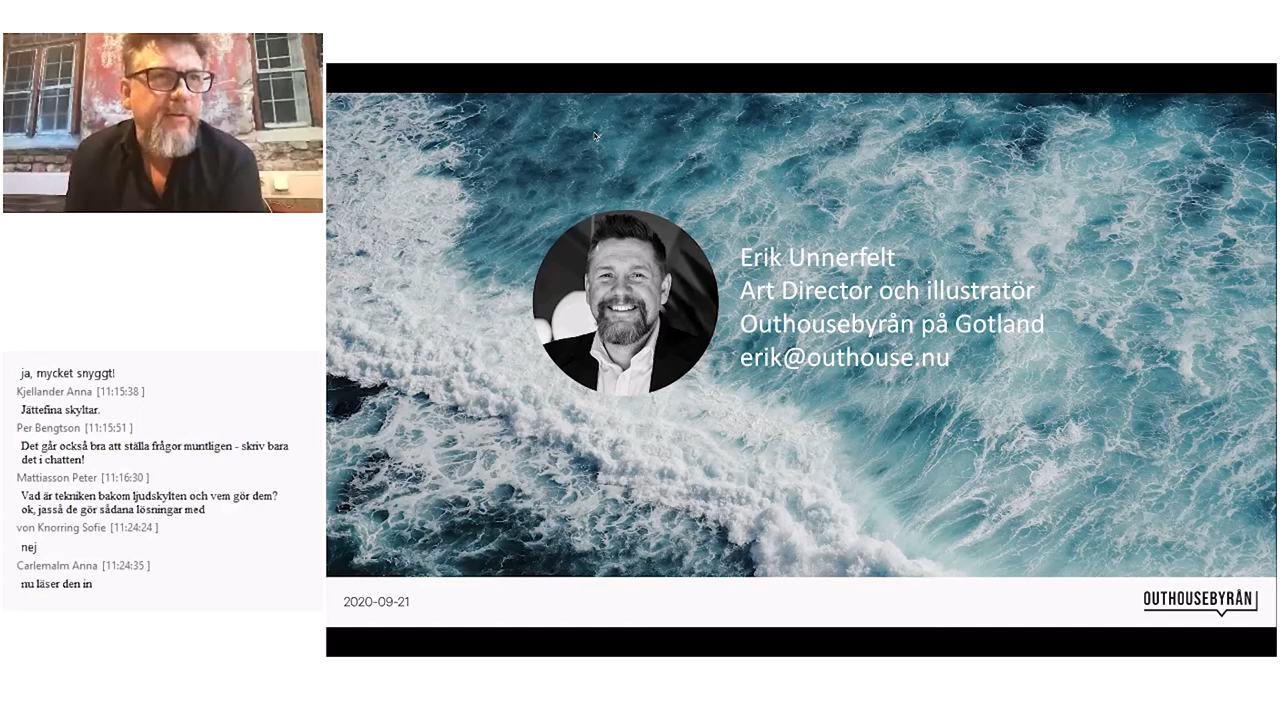 ja, mycket snyggt!
Kjellander Anna [11:15:38 ]
Jättefina skyltar.
Per Bengtson [11:15:51 ]
Det går också bra att ställa frågor muntligen - skriv bara
det i chatten!
Mattiasson Peter [11:16:30 ]
Vad är tekniken bakom ljudskylten och vem gör dem?
ok, jasså de gör sådana lösningar med
von Knorring Sofie [11:24:24 ]
nej
Carlemalm Anna [11:24:35 ]
nu läser den in
Erik Unnerfelt
Art Director och illustratör
Outhousebyrån på Gotland
erik@outhouse.nu
2020-09-21
OUTHOUSEBYRÅN